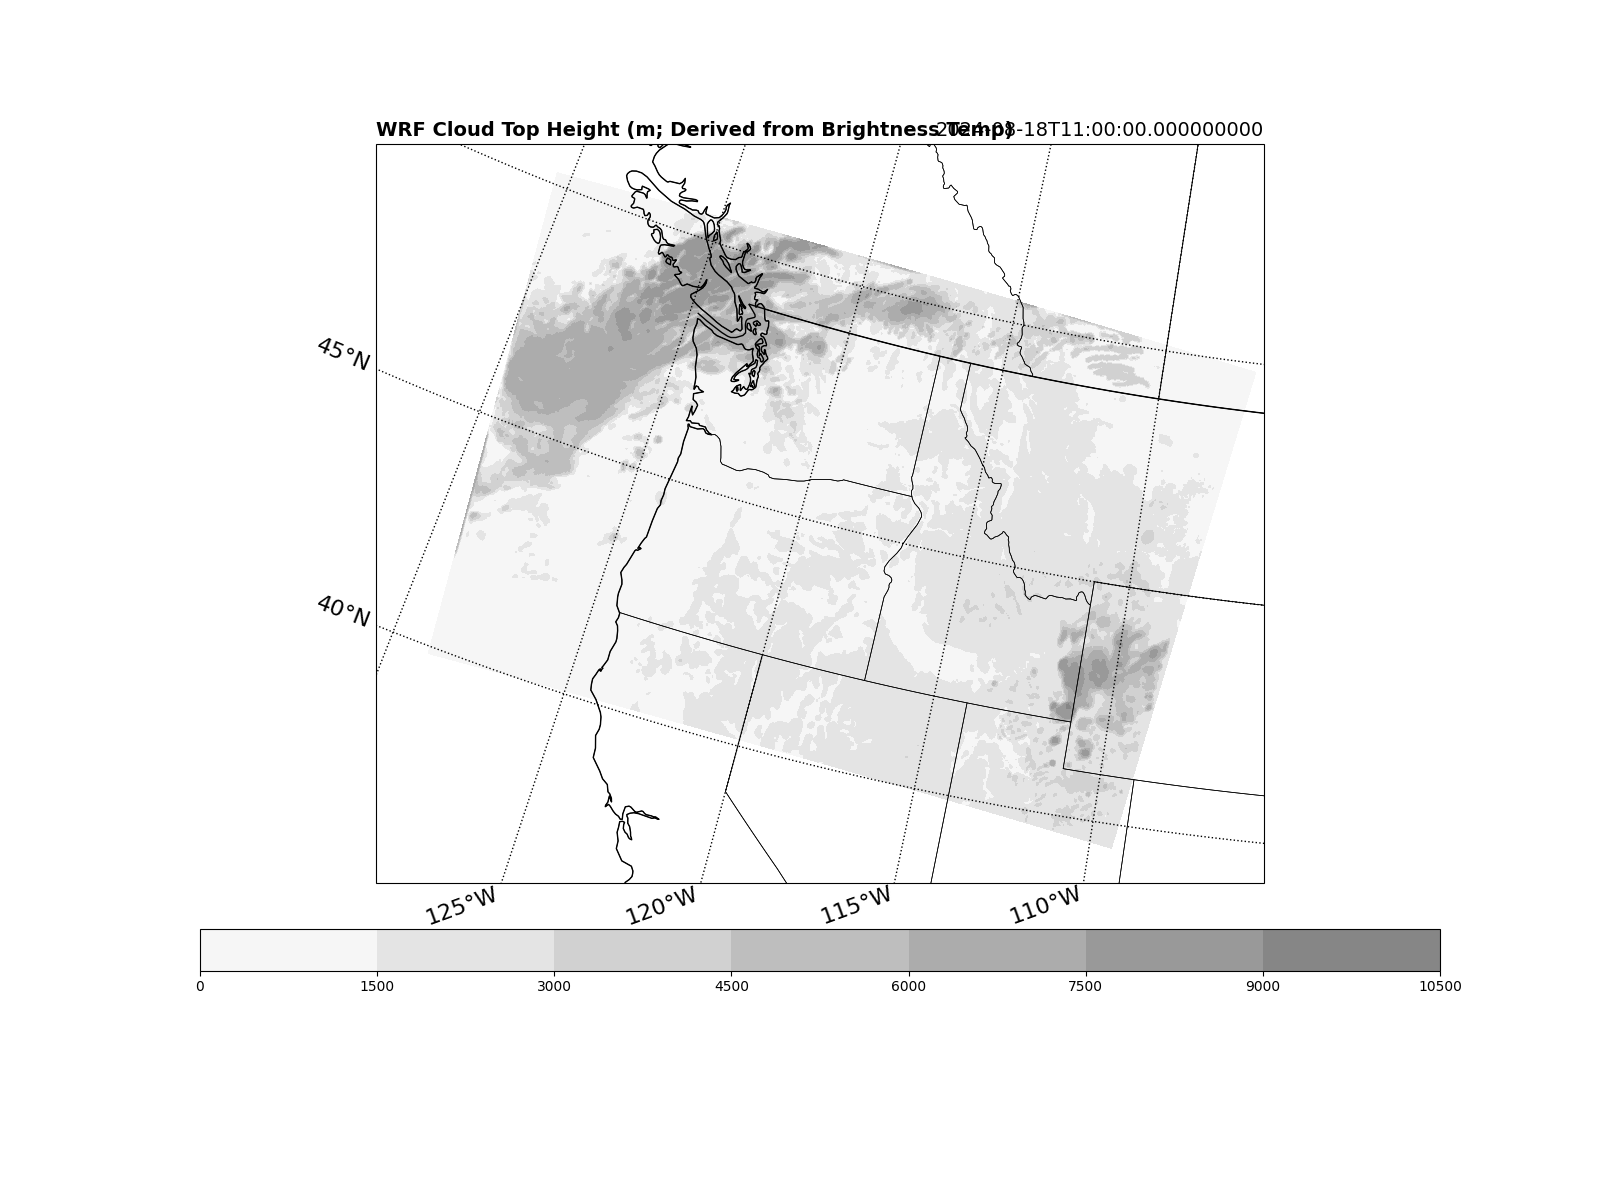 WRF Cloud Top Height (m; Derived from Brightness Temp) 2024-08-18T11:00:00.000000000
45°N
40°N
125°W 120°W 115°W 110°W
0 1500 3000 4500 6000 7500 9000 10500